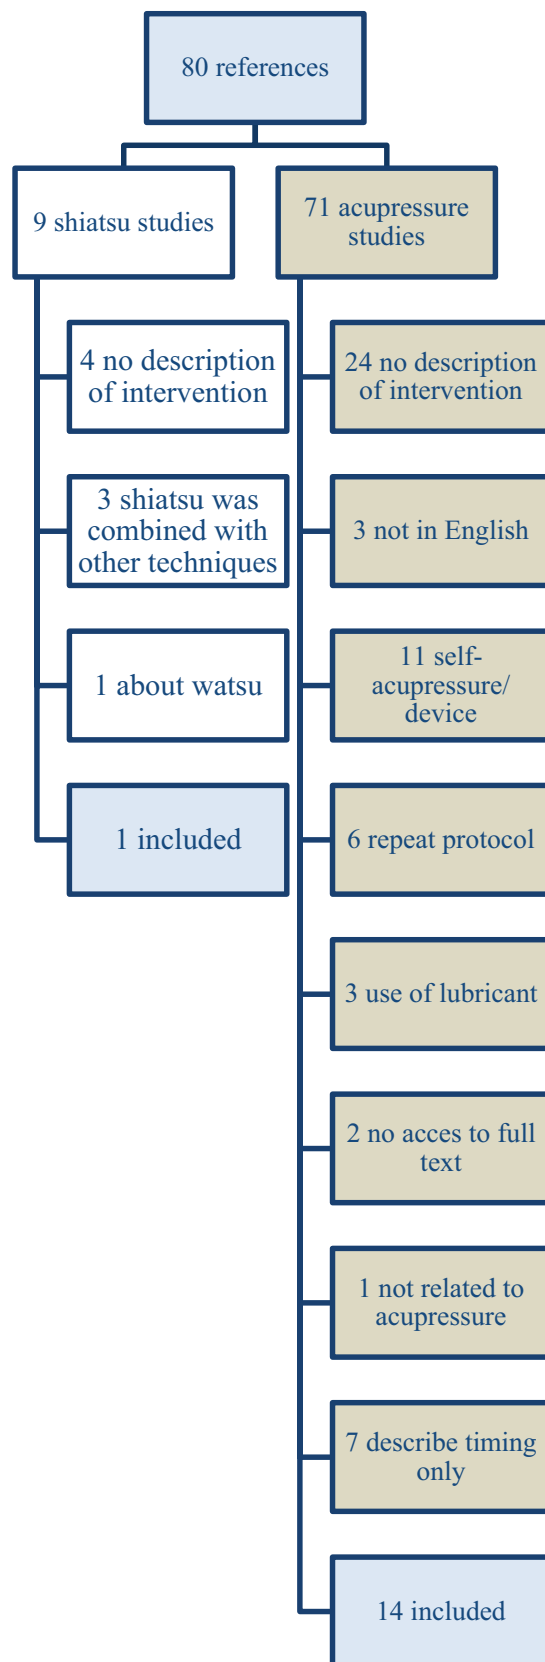 80 references
9 shiatsu studies
71 acupressure
studies
4 no description
of intervention
3 shiatsu was
combined with
other techniques
1 about watsu
1 included
24 no description
of intervention
3 not in English
11 self-
acupressure/
device
6 repeat protocol
3 use of lubricant
2 no acces to full
text
1 not related to
acupressure
7 describe timing
only
14 included